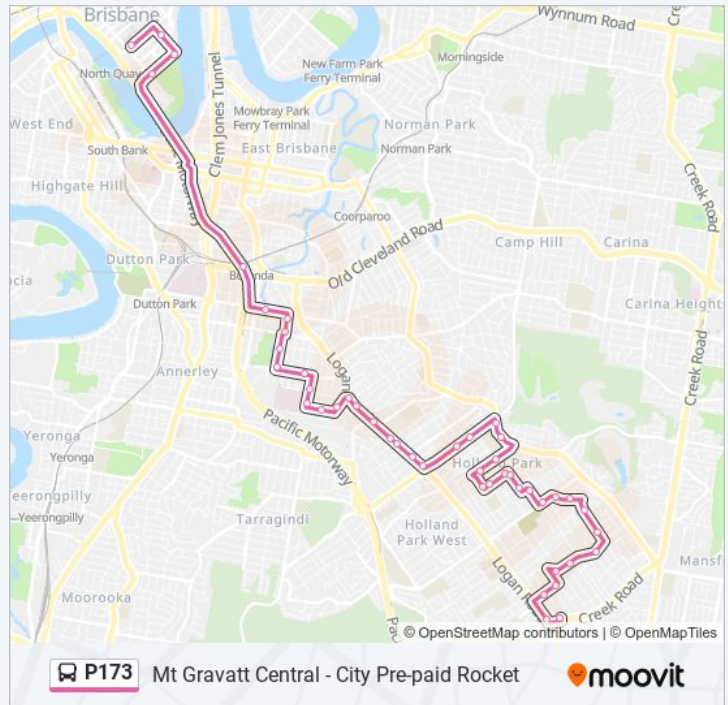 Brisbane
Wynnum Road
Cre
North Quay
New Farm Park
Ferry Terminal
Morningside
Clem Jones Tunnel
West End
Mowbray Park
Ferry Terminal
Norman Park
South Bank
East Brisbane
Norman Park
Highgate Hill
Creek Road
Coorparoo
Old Cleveland Road
Camp Hill
Carina
Dutton Park
cia
Dutton Park
Carina Heights
Logan
Creek Road
Annerley
Pacific Motorway
Yeronga
Yeronga
Holland Park
eerongpilly
Yeerongpilly
Tarragindi
Holland
Park West
Mansf
Logan R
Creek Road
Moorooka
Pac
© OpenStreetMap contributors | © OpenMapTiles
P173 Mt Gravatt Central - City Pre-paid Rocket
moovit